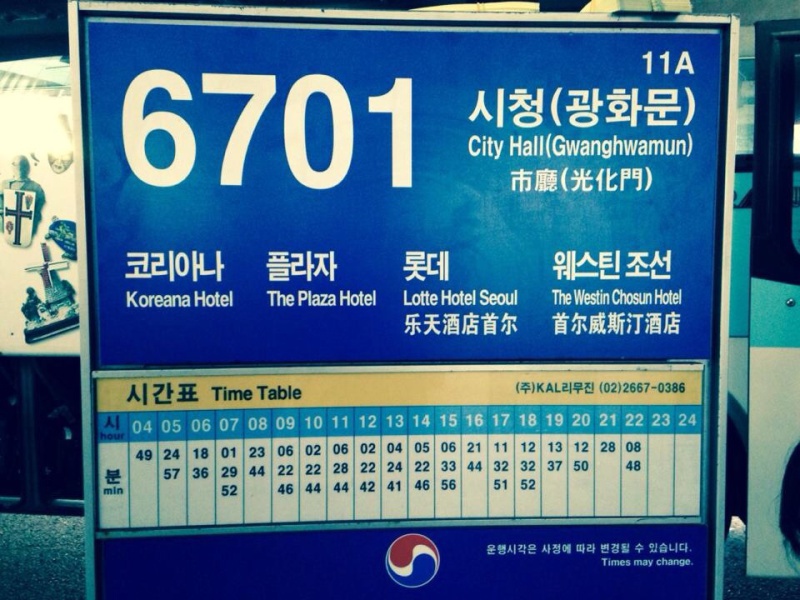 11A
6701
시청(광화문)
City Hall(Gwanghwamun)
市廳(光化門)
코리아나 플라자 롯데 웨스틴 조선
Koreana Hotel The Plaza Hotel Lotte Hotel Seoul The Westin Chosun Hotel
乐天酒店首尔 首尔威斯汀酒店
시간표 Time Table (주)KAL리무진 (02)2667-0386
시 04 05 06 07 08 09 10 11 12 13 14 15 16 17 18 19 20 21 22 23 24
hour
49 24 18 01 23 06 02 06 02 04 05 06 21 11 12 13 12 28 08
분 57 36 29 44 22 22 28 22 24 22 33 44 32 32 37 50 48
min 52 46 44 44 42 41 46 56 51 52
운행시각은 사정에 따라 변경될 수 있습니다.
Times may change.